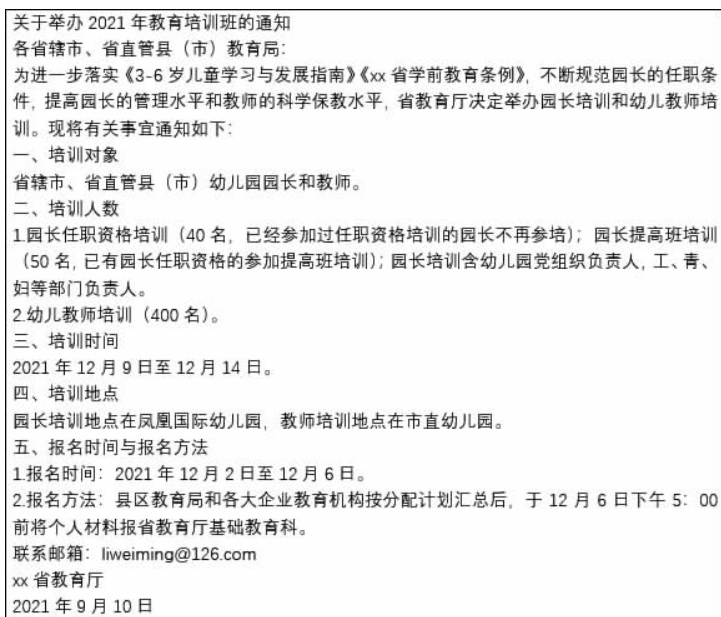 关于举办 2021 年教育培训班的通知
各省辖市、省直管县（市）教育局：
为进一步落实《3-6 岁儿童学习与发展指南》《xx 省学前教育条例》，不断规范园长的任职条
件，提高园长的管理水平和教师的科学保教水平，省教育厅决定举办园长培训和幼儿教师培
训。现将有关事宜通知如下：
一、培训对象
省辖市、省直管县（市）幼儿园园长和教师。
二、培训人数
1.园长任职资格培训（40 名，已经参加过任职资格培训的园长不再参培）；园长提高班培训
（50 名，已有园长任职资格的参加提高班培训）；园长培训含幼儿园党组织负责人，工、青、
妇等部门负责人。
2.幼儿教师培训（400 名）。
三、培训时间
2021 年 12 月 9 日至 12 月 14 日。
四、培训地点
园长培训地点在凤凰国际幼儿园，教师培训地点在市直幼儿园。
五、报名时间与报名方法
1.报名时间：2021 年 12 月 2 日至 12 月 6 日。
2.报名方法：县区教育局和各大企业教育机构按分配计划汇总后，于 12 月 6 日下午 5：00
前将个人材料报省教育厅基础教育科。
联系邮箱：liweiming@126.com
xx 省教育厅
2021 年 9 月 10 日